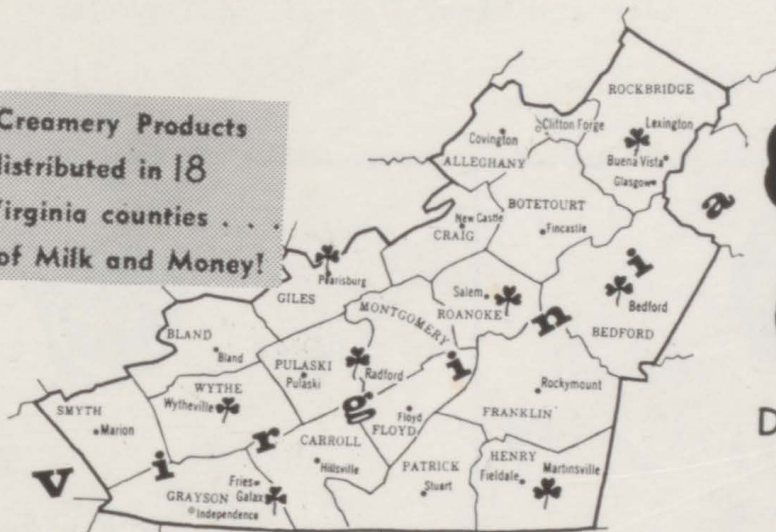 Creamery Products
distributed in 18
Virginia counties . . .
of Milk and Money!
ROCKBRIDGE
Lexington
Buena Vista
Glasgow
Clifton Forge
Covington
ALLEGHANY
BOTETOURT
Fincastle
New Castle
CRAIG
Pearisburg
GILES
Salem
ROANOKE
Bedford
BEDFORD
MONTGOMERY
Radford
BLAND
Bland
PULASKI
Pulaski
WYTHE
Wytheville
SMYTH
Marion
Floyd
FLOYD
CARROLL
Hillsville
Rockymount
FRANKLIN
PATRICK
Stuart
HENRY
Fieldale
Martinsville
Fries
Galax
GRAYSON
Independence
Virginia
D